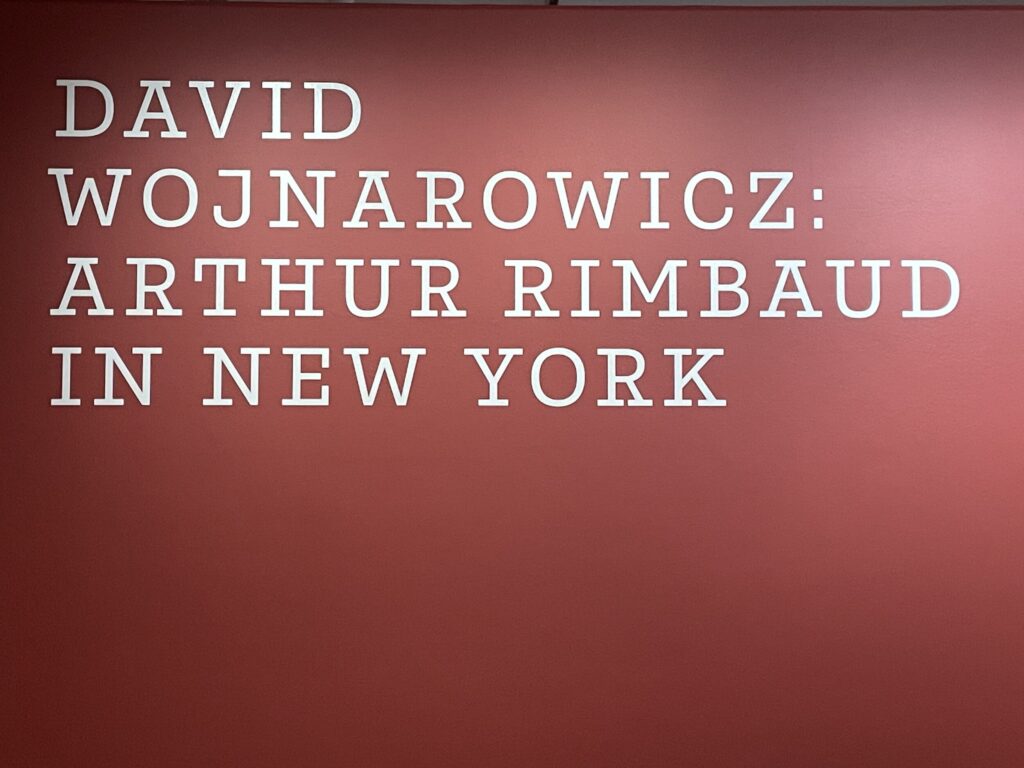 DAVID
WOJNAROWICZ:
ARTHUR RIMBAUD
IN NEW YORK